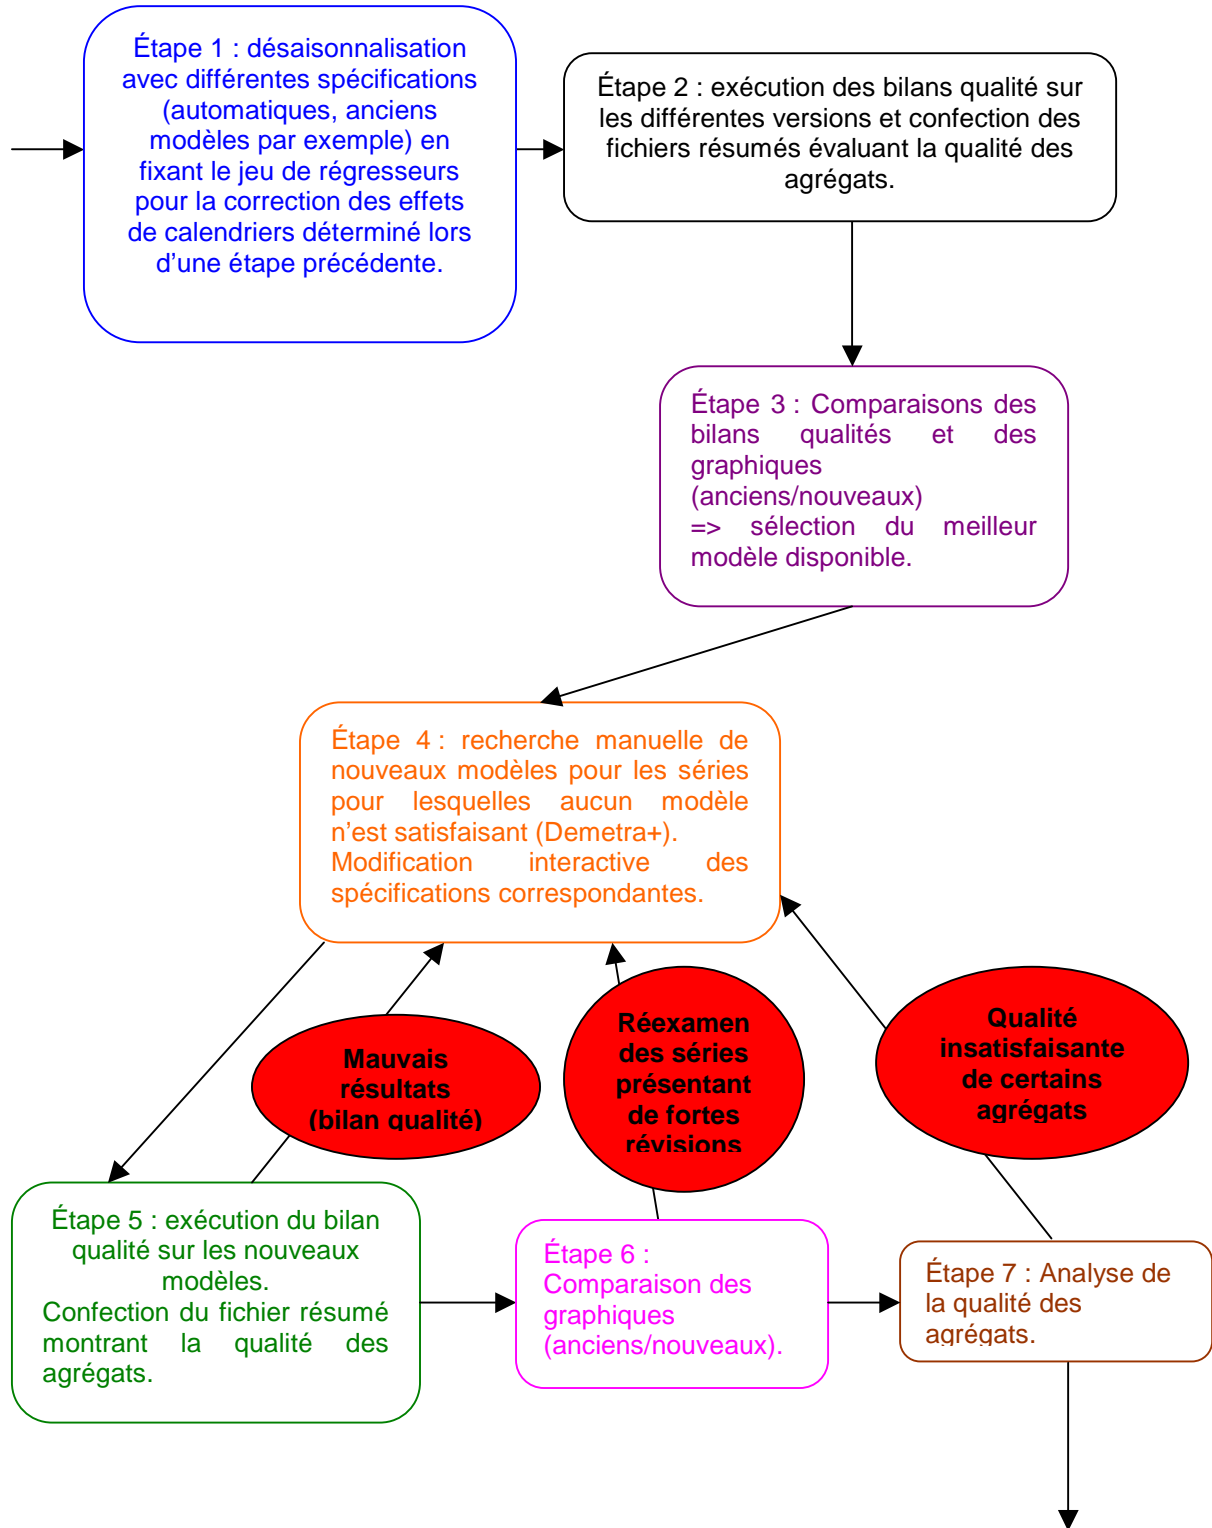 Étape 1 : désaisonnalisation
avec différentes spécifications
(automatiques, anciens
modèles par exemple) en
fixant le jeu de régresseurs
pour la correction des effets
de calendriers déterminé lors
d’une étape précédente.
Étape 2 : exécution des bilans qualité sur
les différentes versions et confection des
fichiers résumés évaluant la qualité des
agrégats.
Étape 3 : Comparaisons des
bilans qualités et des
graphiques
(anciens/nouveaux)
=> sélection du meilleur
modèle disponible.
Étape 4 : recherche manuelle de
nouveaux modèles pour les séries
pour lesquelles aucun modèle
n’est satisfaisant (Demetra+).
Modification interactive des
spécifications correspondantes.
Mauvais
résultats
(bilan qualité)
Réexamen
des séries
présentant
de fortes
révisions
Qualité
insatisfaisante
de certains
agrégats
Étape 5 : exécution du bilan
qualité sur les nouveaux
modèles.
Confection du fichier résumé
montrant la qualité des
agrégats.
Étape 6 :
Comparaison des
graphiques
(anciens/nouveaux).
Étape 7 : Analyse de
la qualité des
agrégats.